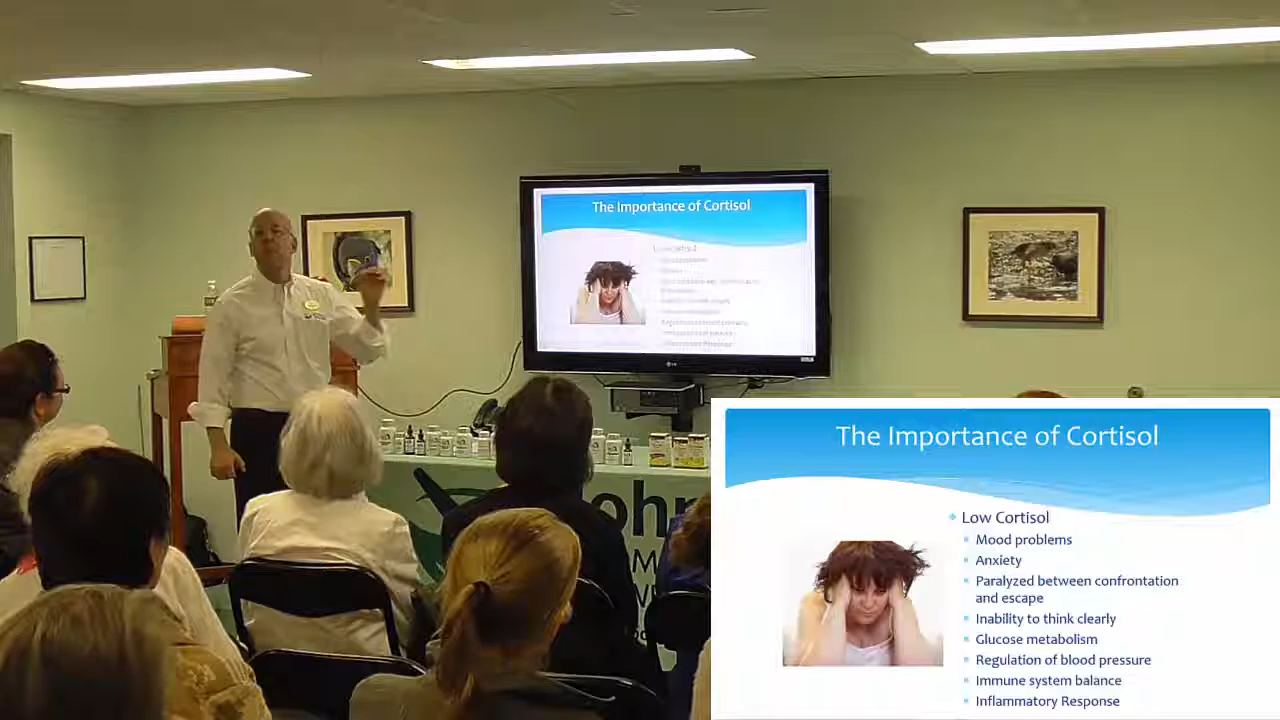 The Importance of Cortisol
ohn
The Importance of Cortisol
Low Cortisol
Mood problems
Anxiety
Paralyzed between confrontation
and escape
Inability to think clearly
Glucose metabolism
Regulation of blood pressure
Immune system balance
Inflammatory Response